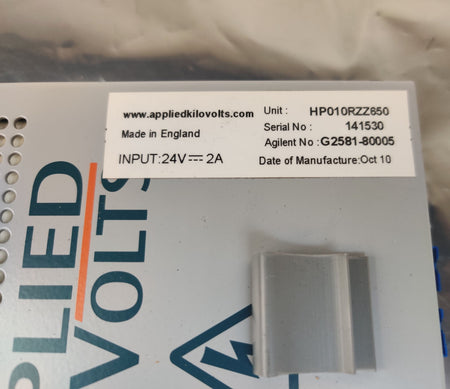 www.appliedkilovolts.com
Made in England
INPUT:24V⎓2A
Unit : HP010RZZ650
Serial No : 141530
Agilent No : G2581-80005
Date of Manufacture:Oct 10
PLIED
VOLTS